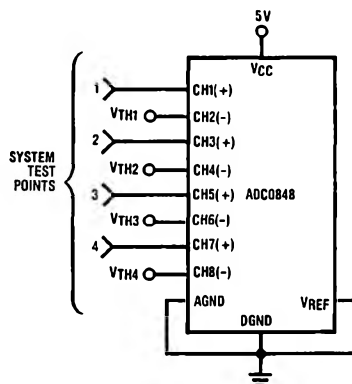 5V
VCC
1
CH1(+)
VTH1
CH2(-)
2
CH3(+)
SYSTEM
TEST
POINTS
VTH2
CH4(-)
3
CH5(+)
ADC0848
VTH3
CH6(-)
4
CH7(+)
VTH4
CH8(-)
AGND
VREF
DGND